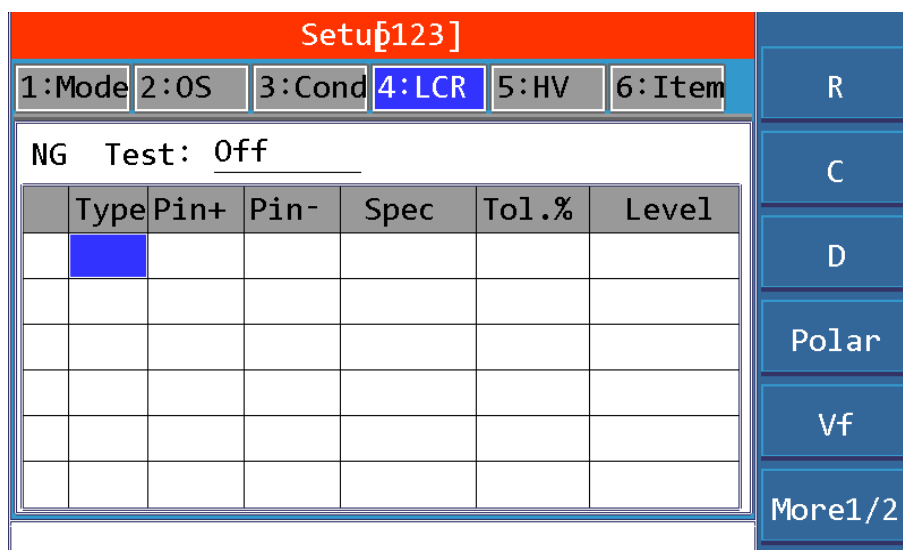 Setup[123]
1:Mode 2:OS 3:Cond 4:LCR 5:HV 6:Item
NG Test: Off
Type Pin+ Pin- Spec Tol.% Level
R
C
D
Polar
Vf
More1/2